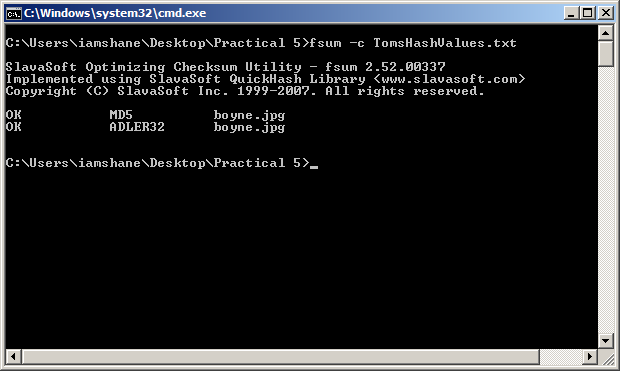 C:\Windows\system32\cmd.exe
C:\Users\iamshane\Desktop\Practical 5>fsum -c TomsHashValues.txt
SlavaSoft Optimizing Checksum Utility - fsum 2.52.00337
Implemented using SlavaSoft QuickHash Library <www.slavasoft.com>
Copyright (C) SlavaSoft Inc. 1999-2007. All rights reserved.
OK MD5 boyne.jpg
OK ADLER32 boyne.jpg
C:\Users\iamshane\Desktop\Practical 5>_